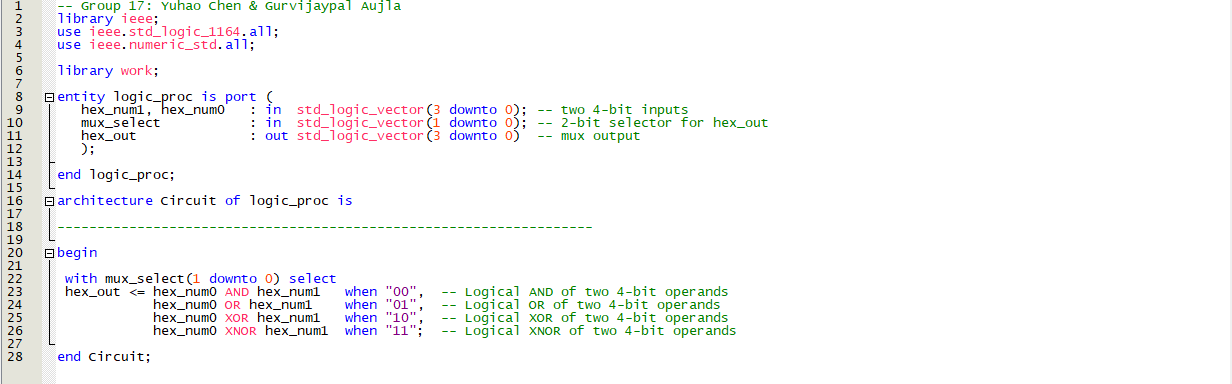 1 -- Group 17: Yuhao Chen & Gurvijaypal Aujla
2 library ieee;
3 use ieee.std_logic_1164.all;
4 use ieee.numeric_std.all;
5
6 library work;
7
8 entity logic_proc is port (
9 hex_num1, hex_num0 : in std_logic_vector(3 downto 0); -- two 4-bit inputs
10 mux_select : in std_logic_vector(1 downto 0); -- 2-bit selector for hex_out
11 hex_out : out std_logic_vector(3 downto 0) -- mux output
12 );
13
14 end logic_proc;
15
16 architecture Circuit of logic_proc is
17
18 -------------------------------------------------------------------
19
20 begin
21
22 with mux_select(1 downto 0) select
23 hex_out <= hex_num0 AND hex_num1 when "00", -- Logical AND of two 4-bit operands
24 hex_num0 OR hex_num1 when "01", -- Logical OR of two 4-bit operands
25 hex_num0 XOR hex_num1 when "10", -- Logical XOR of two 4-bit operands
26 hex_num0 XNOR hex_num1 when "11"; -- Logical XNOR of two 4-bit operands
27
28 end Circuit;